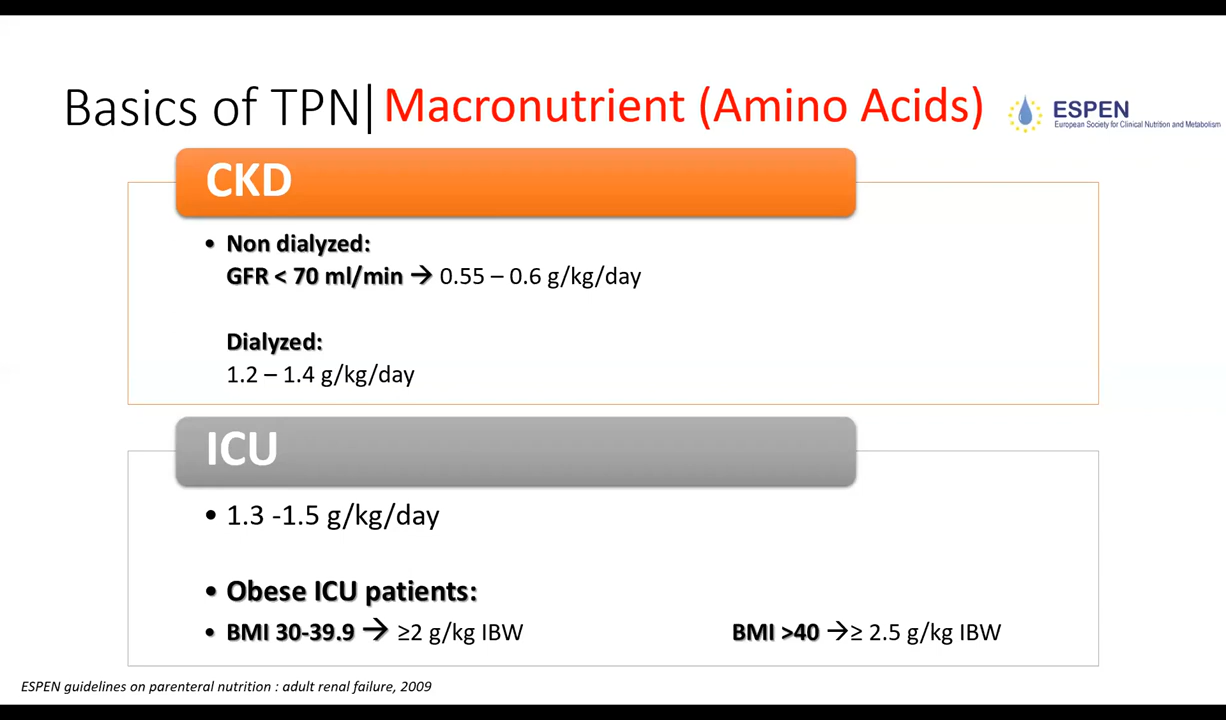 Basics of TPN| Macronutrient (Amino Acids)
ESPEN
European Society for Clinical Nutrition and Metabolism
CKD
• Non dialyzed:
GFR < 70 ml/min → 0.55 – 0.6 g/kg/day
Dialyzed:
1.2 – 1.4 g/kg/day
ICU
• 1.3 -1.5 g/kg/day
• Obese ICU patients:
• BMI 30-39.9 → ≥2 g/kg IBW BMI >40 →≥ 2.5 g/kg IBW
ESPEN guidelines on parenteral nutrition : adult renal failure, 2009